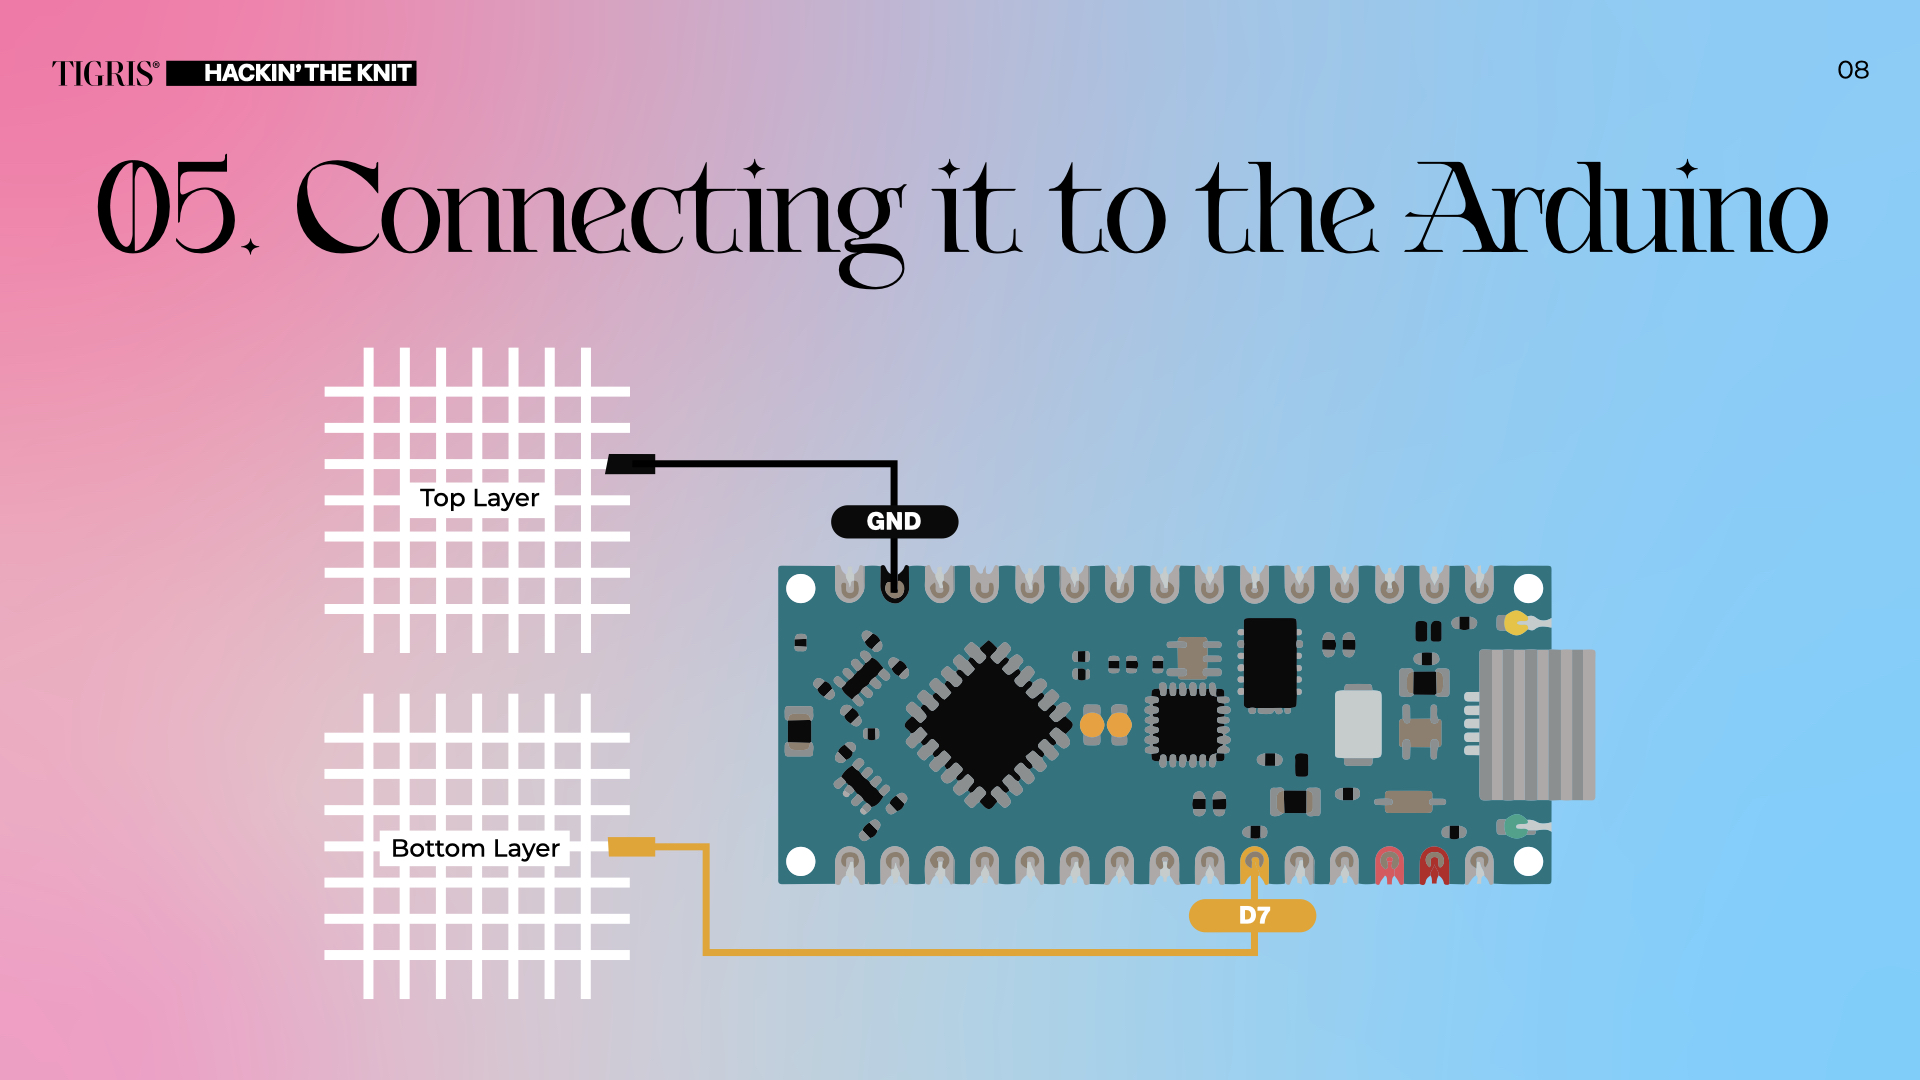 TIGRIS® HACKIN' THE KNIT
08
05. Connecting it to the Arduino
Top Layer
GND
Bottom Layer
D7